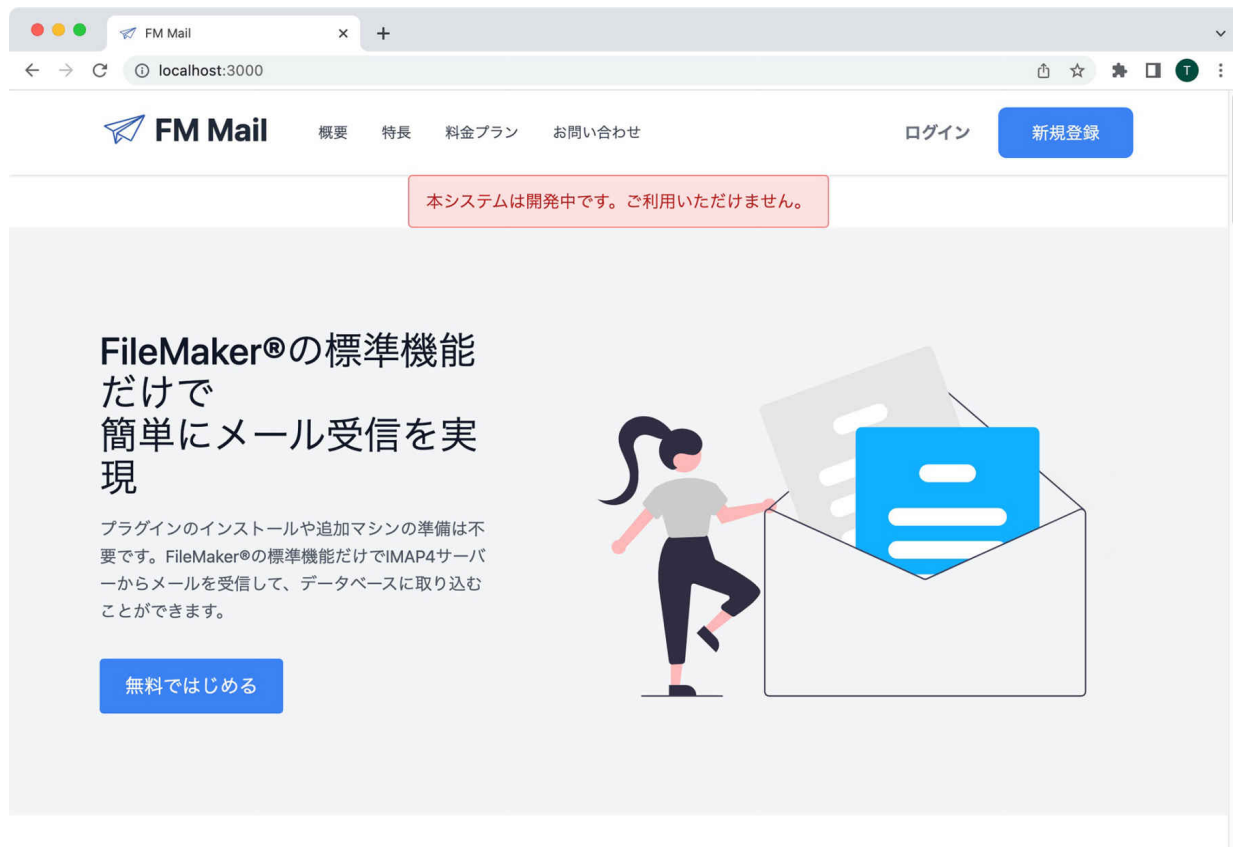 FM Mail
localhost:3000
T
FM Mail 概要 特長 料金プラン お問い合わせ ログイン 新規登録
本システムは開発中です。ご利用いただけません。
FileMaker®の標準機能
だけで
簡単にメール受信を実
現
プラグインのインストールや追加マシンの準備は不
要です。FileMaker®の標準機能だけでIMAP4サーバ
ーからメールを受信して、データベースに取り込む
ことができます。
無料ではじめる